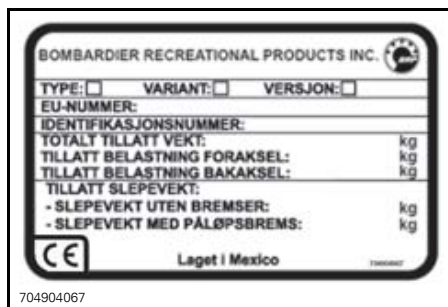 BOMBARDIER RECREATIONAL PRODUCTS INC.
TYPE: VARIANT: VERSJON:
EU-NUMMER:
IDENTIFIKASJONSNUMMER:
TOTALT TILLATT VEKT: kg
TILLATT BELASTNING FORAKSEL: kg
TILLATT BELASTNING BAKAKSEL: kg
TILLATT SLEPEVEKT:
- SLEPEVEKT UTEN BREMSER: kg
- SLEPEVEKT MED PÅLØPSBREMS: kg
CE Laget i Mexico 704904067
704904067